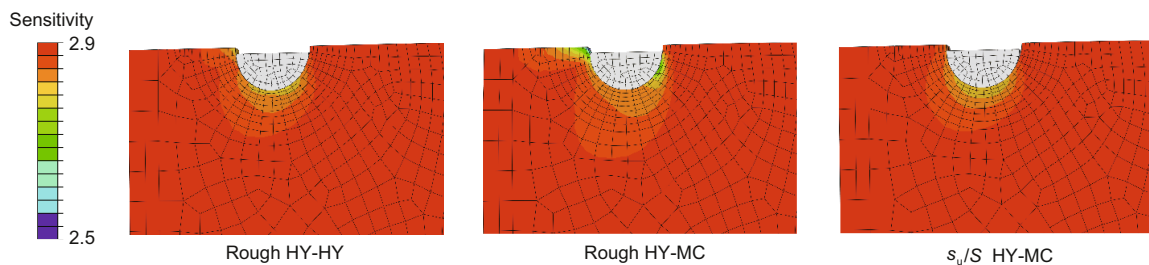 Sensitivity
2.9
2.5
Rough HY-HY
Rough HY-MC
su/S HY-MC